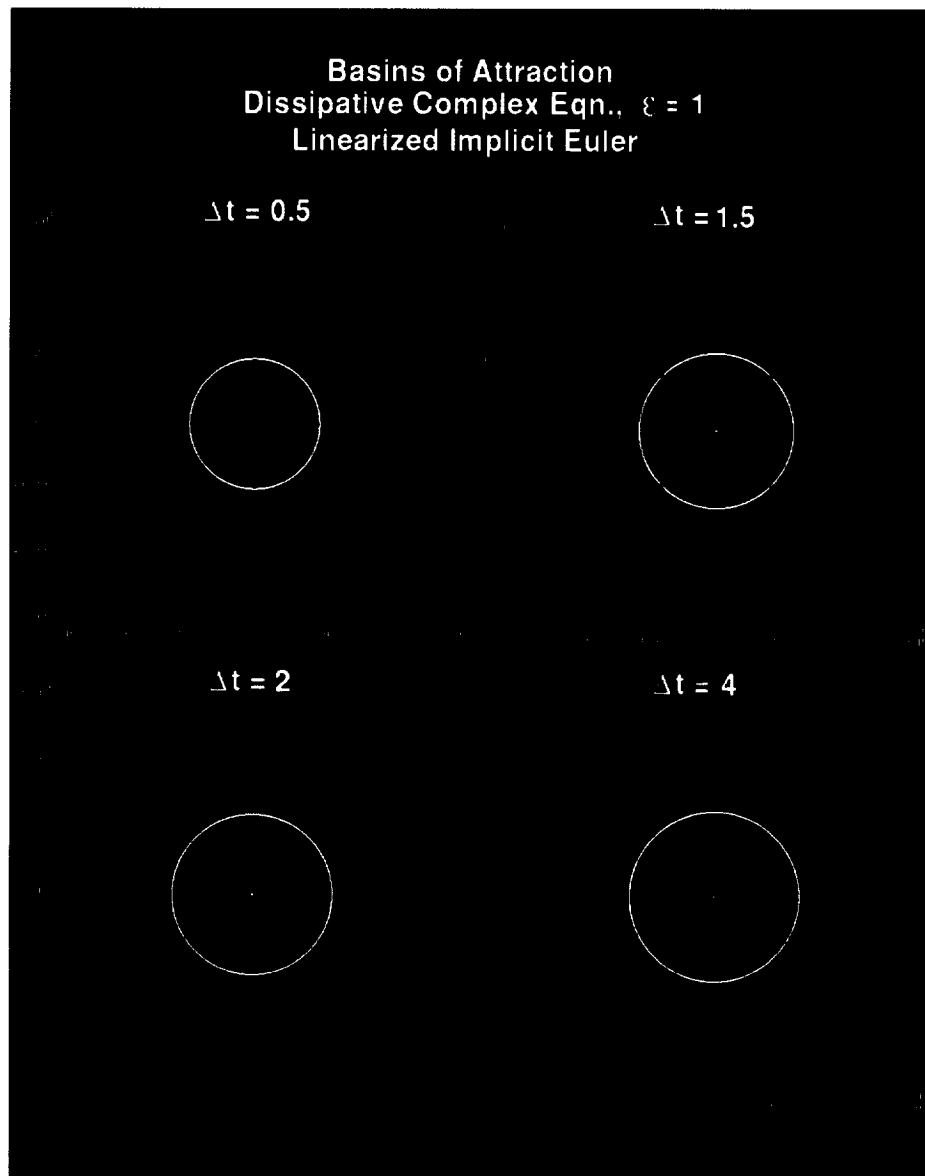 Basins of Attraction
Dissipative Complex Eqn., ε = 1
Linearized Implicit Euler
Δt = 0.5
Δt = 1.5
Δt = 2
Δt = 4